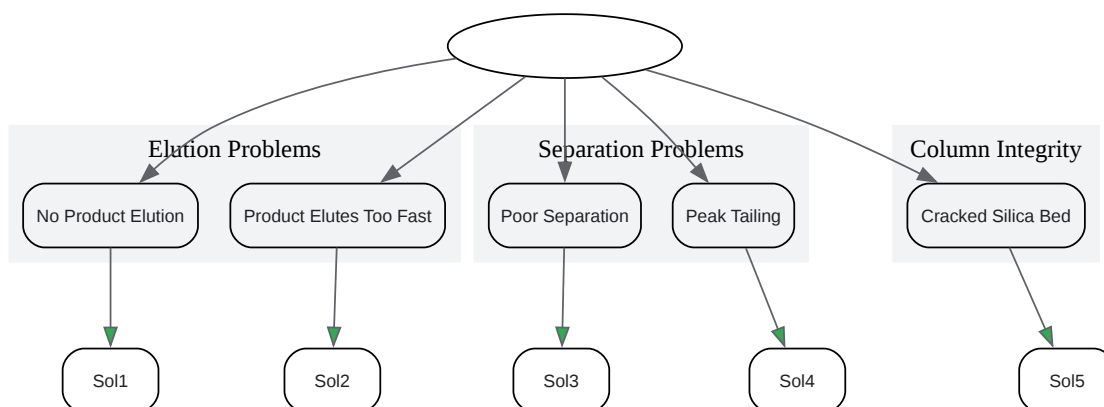 Elution Problems
Separation Problems
Column Integrity
No Product Elution
Product Elutes Too Fast
Poor Separation
Peak Tailing
Cracked Silica Bed
Sol1
Sol2
Sol3
Sol4
Sol5